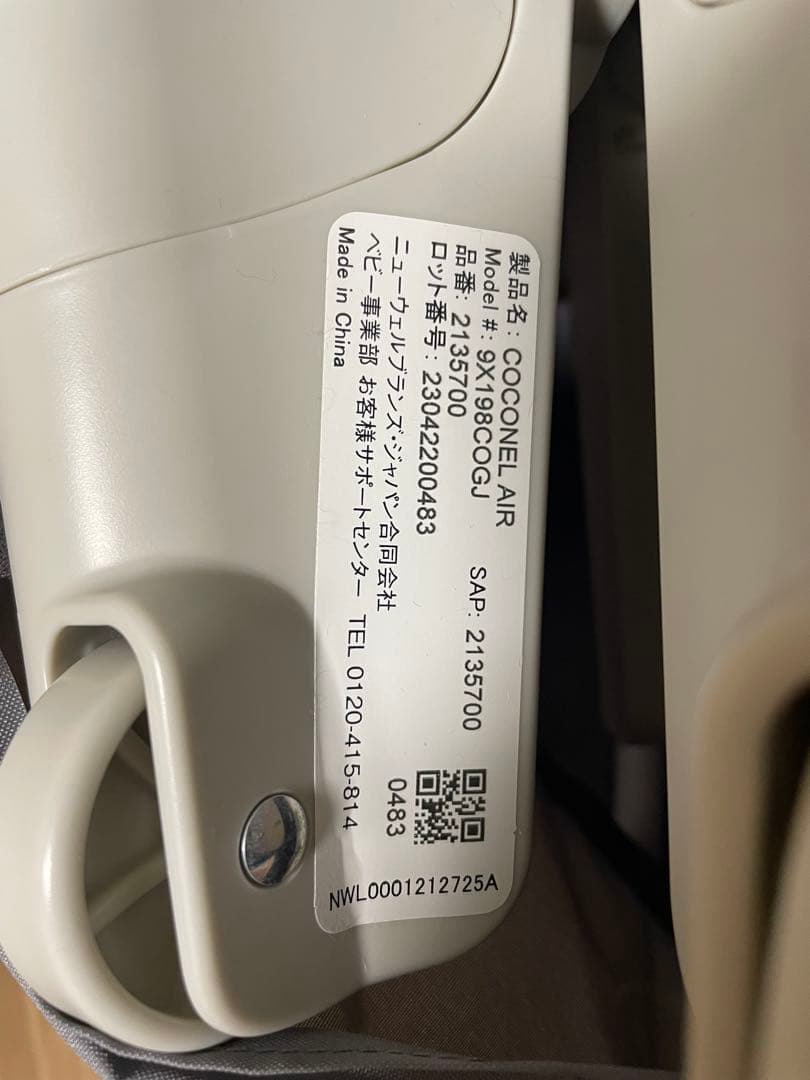 製品名: COCONEL AIR
Model #: 9X198COGJ
品番: 2135700 SAP: 2135700
ロット番号: 23042200483
ニューウェルブランズ・ジャパン合同会社 0483
ベビー事業部 お客様サポートセンター TEL 0120-415-814
Made in China
NWL0001212725A